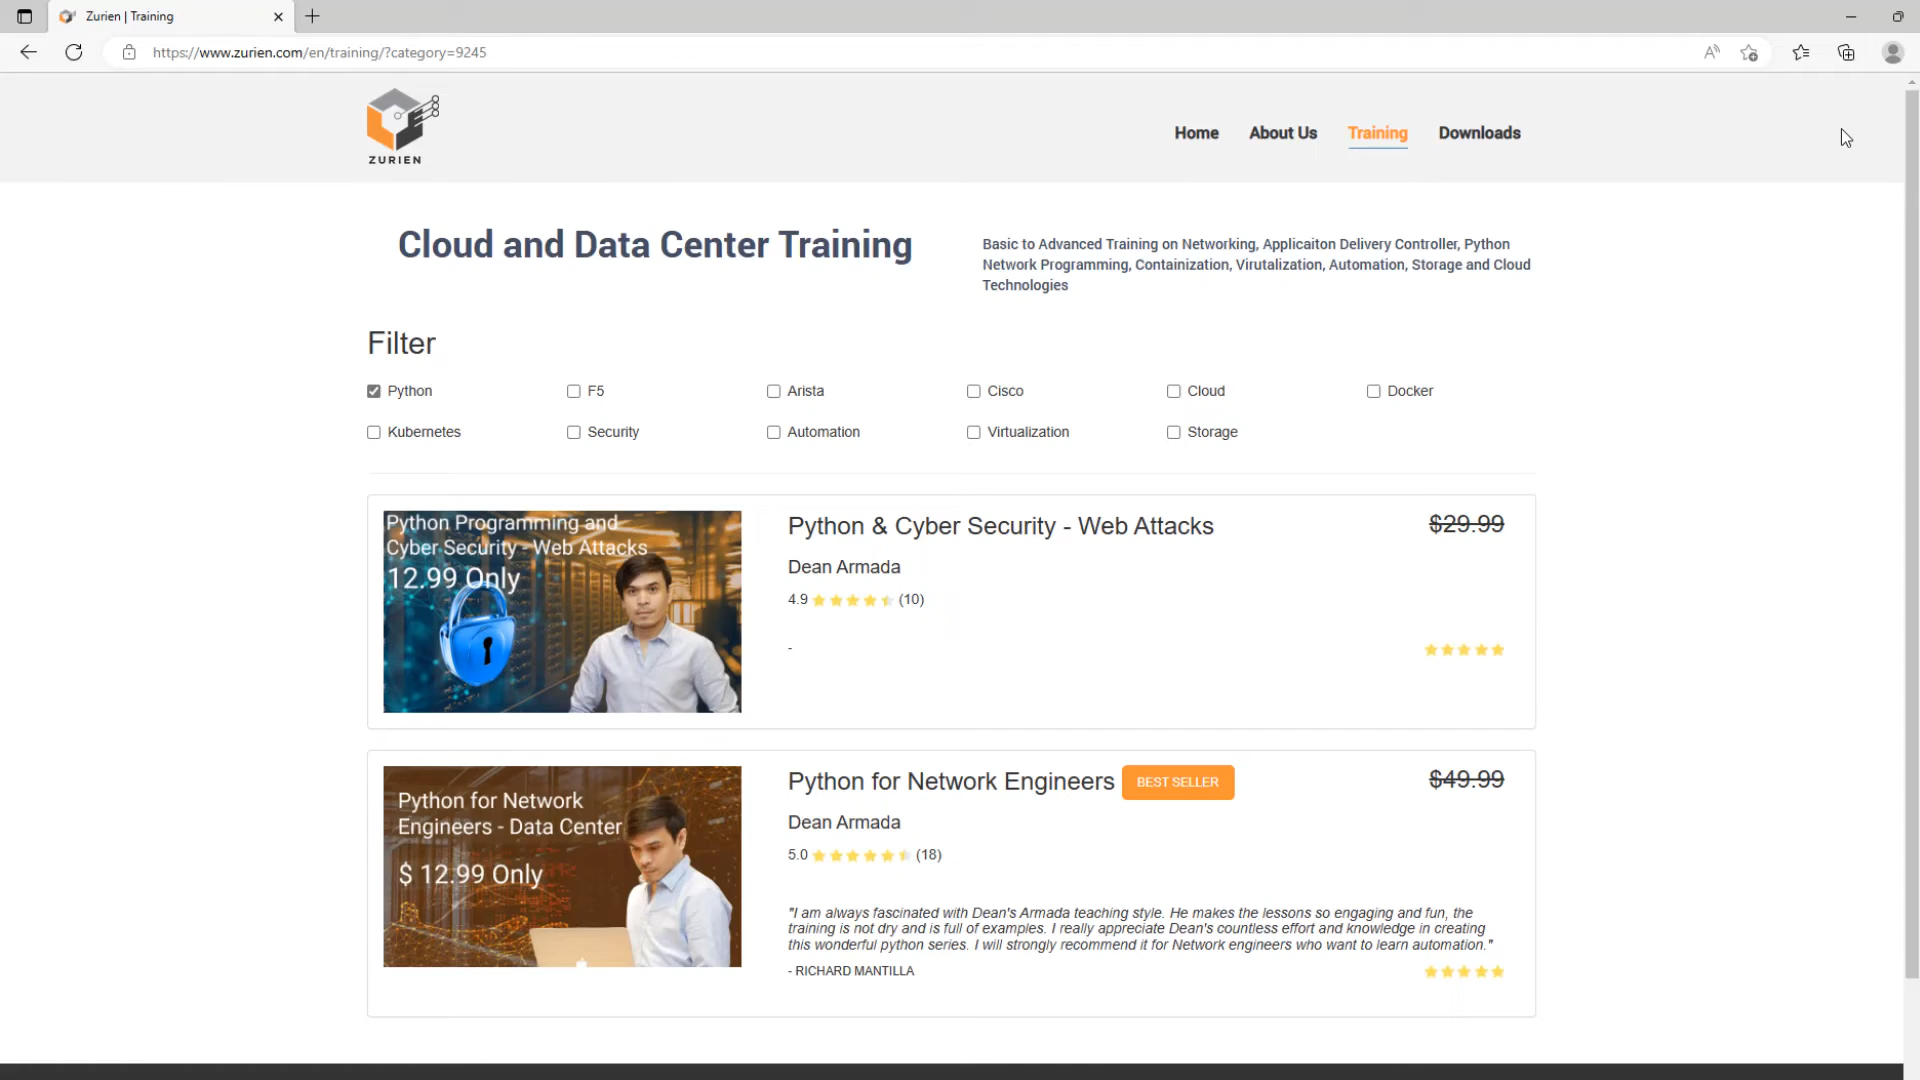 Zurien | Training
https://www.zurien.com/en/training/?category=9245
ZURIEN
Home
About Us
Training
Downloads
Cloud and Data Center Training
Basic to Advanced Training on Networking, Applicaiton Delivery Controller, Python
Network Programming, Containization, Virutalization, Automation, Storage and Cloud
Technologies
Filter
Python
F5
Arista
Cisco
Cloud
Docker
Kubernetes
Security
Automation
Virtualization
Storage
Python Programming and
Cyber Security - Web Attacks
12.99 Only
Python & Cyber Security - Web Attacks
$29.99
Dean Armada
4.9 (10)
-
Python for Network
Engineers - Data Center
$ 12.99 Only
Python for Network Engineers
BEST SELLER
$49.99
Dean Armada
5.0 (18)
"I am always fascinated with Dean's Armada teaching style. He makes the lessons so engaging and fun, the
training is not dry and is full of examples. I really appreciate Dean's countless effort and knowledge in creating
this wonderful python series. I will strongly recommend it for Network engineers who want to learn automation."
- RICHARD MANTILLA